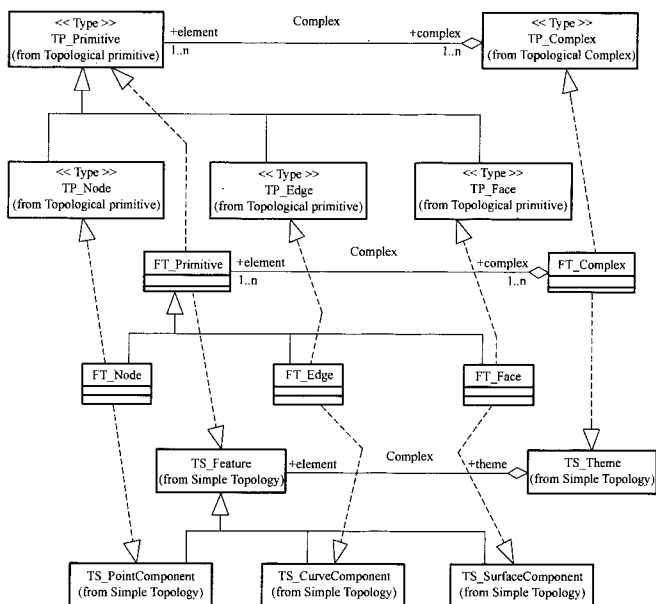 << Type >>
TP_Primitive
(from Topological primitive)
+element
1..n
Complex
+complex
1..n
<< Type >>
TP_Complex
(from Topological Complex)
<< Type >>
TP_Node
(from Topological primitive)
<< Type >>
TP_Edge
(from Topological primitive)
<< Type >>
TP_Face
(from Topological primitive)
FT_Primitive
+element
1..n
Complex
+complex
1..n
FT_Complex
FT_Node
FT_Edge
FT_Face
TS_Feature
(from Simple Topology)
+element
Complex
+theme
TS_Theme
(from Simple Topology)
TS_PointComponent
(from Simple Topology)
TS_CurveComponent
(from Simple Topology)
TS_SurfaceComponent
(from Simple Topology)